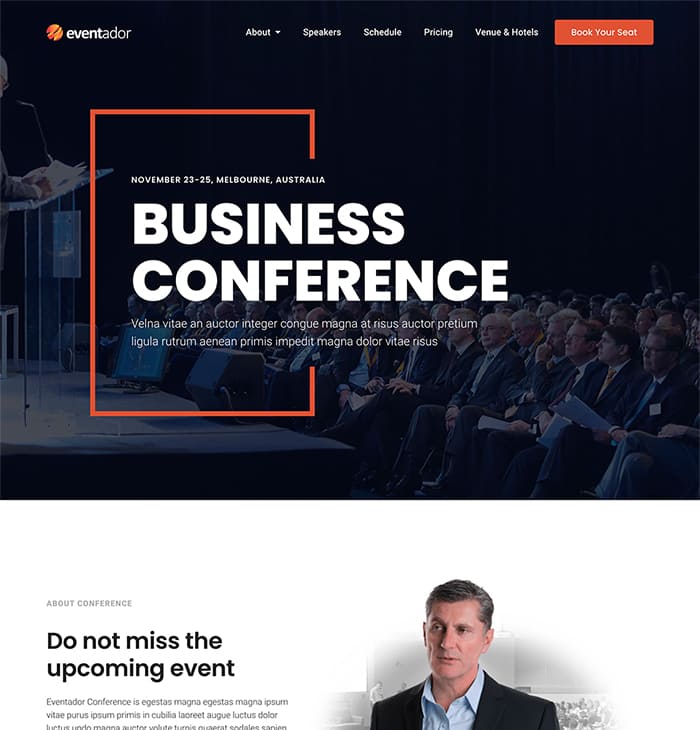 eventador
About
Speakers
Schedule
Pricing
Venue & Hotels
Book Your Seat
NOVEMBER 23-25, MELBOURNE, AUSTRALIA
BUSINESS
CONFERENCE
Velna vitae an auctor integer congue magna at risus auctor pretium
ligula rutrum aenean primis impedit magna dolor vitae risus
ABOUT CONFERENCE
Do not miss the
upcoming event
Eventador Conference is egestas magna egestas magna ipsum
vitae purus ipsum primis in cubilia laoreet augue luctus dolor
luctus undo magna auctor volute turpis quaerat sodales sapien